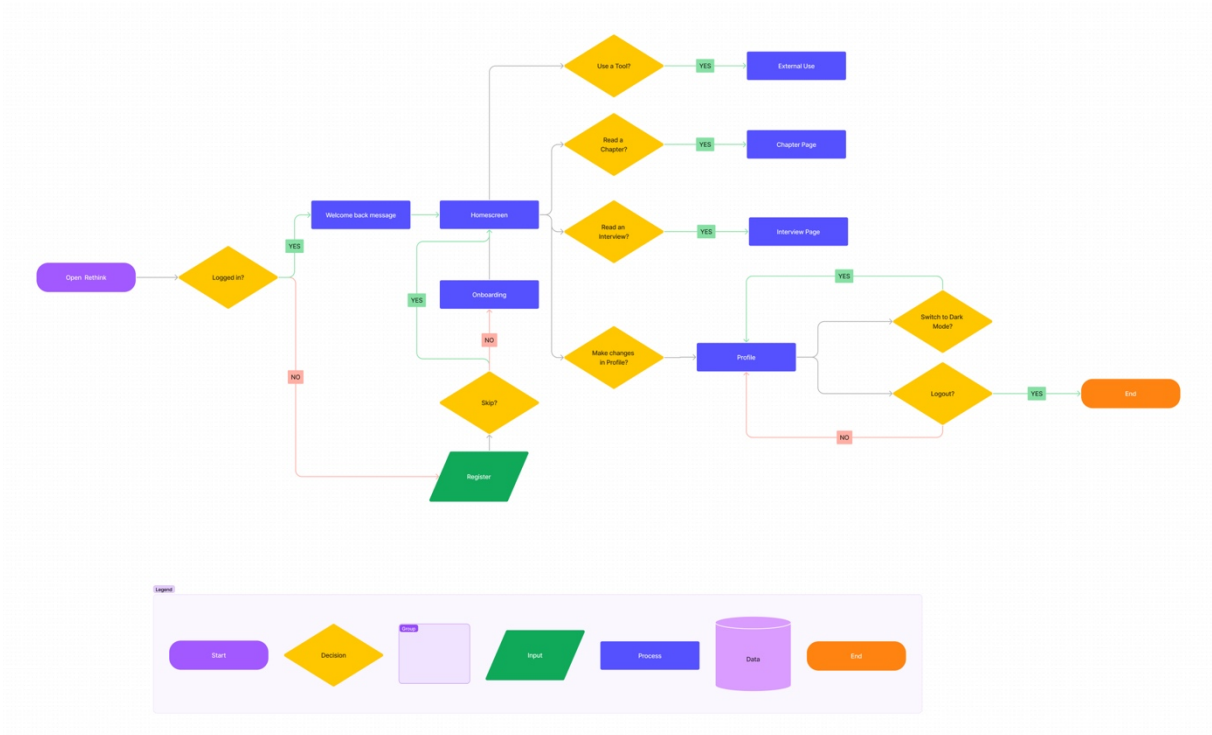 Use a Tool?
YES
External Use
Read a
Chapter?
YES
Chapter Page
Welcome back message
Homescreen
Read an
Interview?
YES
Interview Page
YES
Open Rethink
Logged in?
Onboarding
YES
YES
Switch to Dark
Mode?
NO
Make changes
in Profile?
Profile
NO
Skip?
Logout?
YES
End
NO
Register
Legend
Start
Decision
Group
Input
Process
Data
End